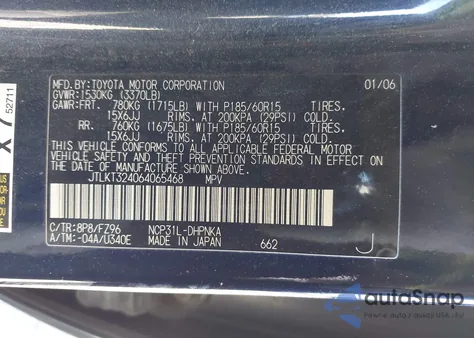 MFD.BY:TOYOTA MOTOR CORPORATION 01/06
GVWR:1530KG (3370LB)
GAWR:FRT. 780KG (1715LB) WITH P185/60R15 TIRES,
15X6JJ RIMS, AT 200KPA (29PSI) COLD
RR. 760KG (1675LB) WITH P185/60R15 TIRES,
15X6JJ RIMS, AT 200KPA (29PSI) COLD
THIS VEHICLE CONFORMS TO ALL APPLICABLE FEDERAL MOTOR
VEHICLE SAFETY, BUMPER, AND THEFT PREVENTION STANDARDS
IN EFFECT ON THE DATE OF MANUFACTURE SHOWN ABOVE.
JTLKT324064065468 MPV
C/TR:8P8/FZ96 NCP31L-DHPNKA
A/TM:-04A/U340E MADE IN JAPAN 662 J
X7
52711
autoSnap